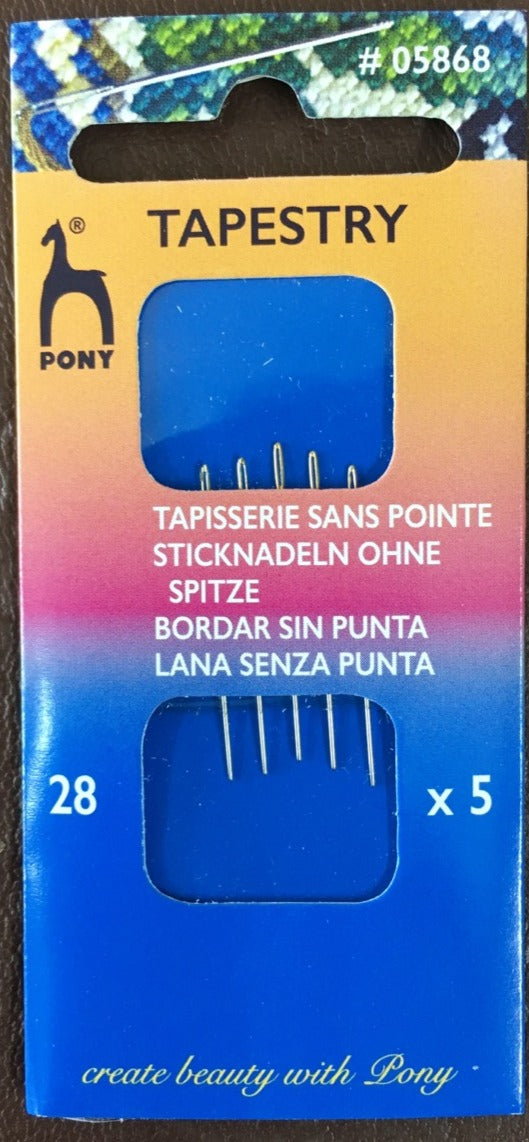 # 05868
®
TAPESTRY
PONY
TAPISSERIE SANS POINTE
STICKNADELN OHNE
SPITZE
BORDAR SIN PUNTA
LANA SENZA PUNTA
28
x 5
create beauty with Pony